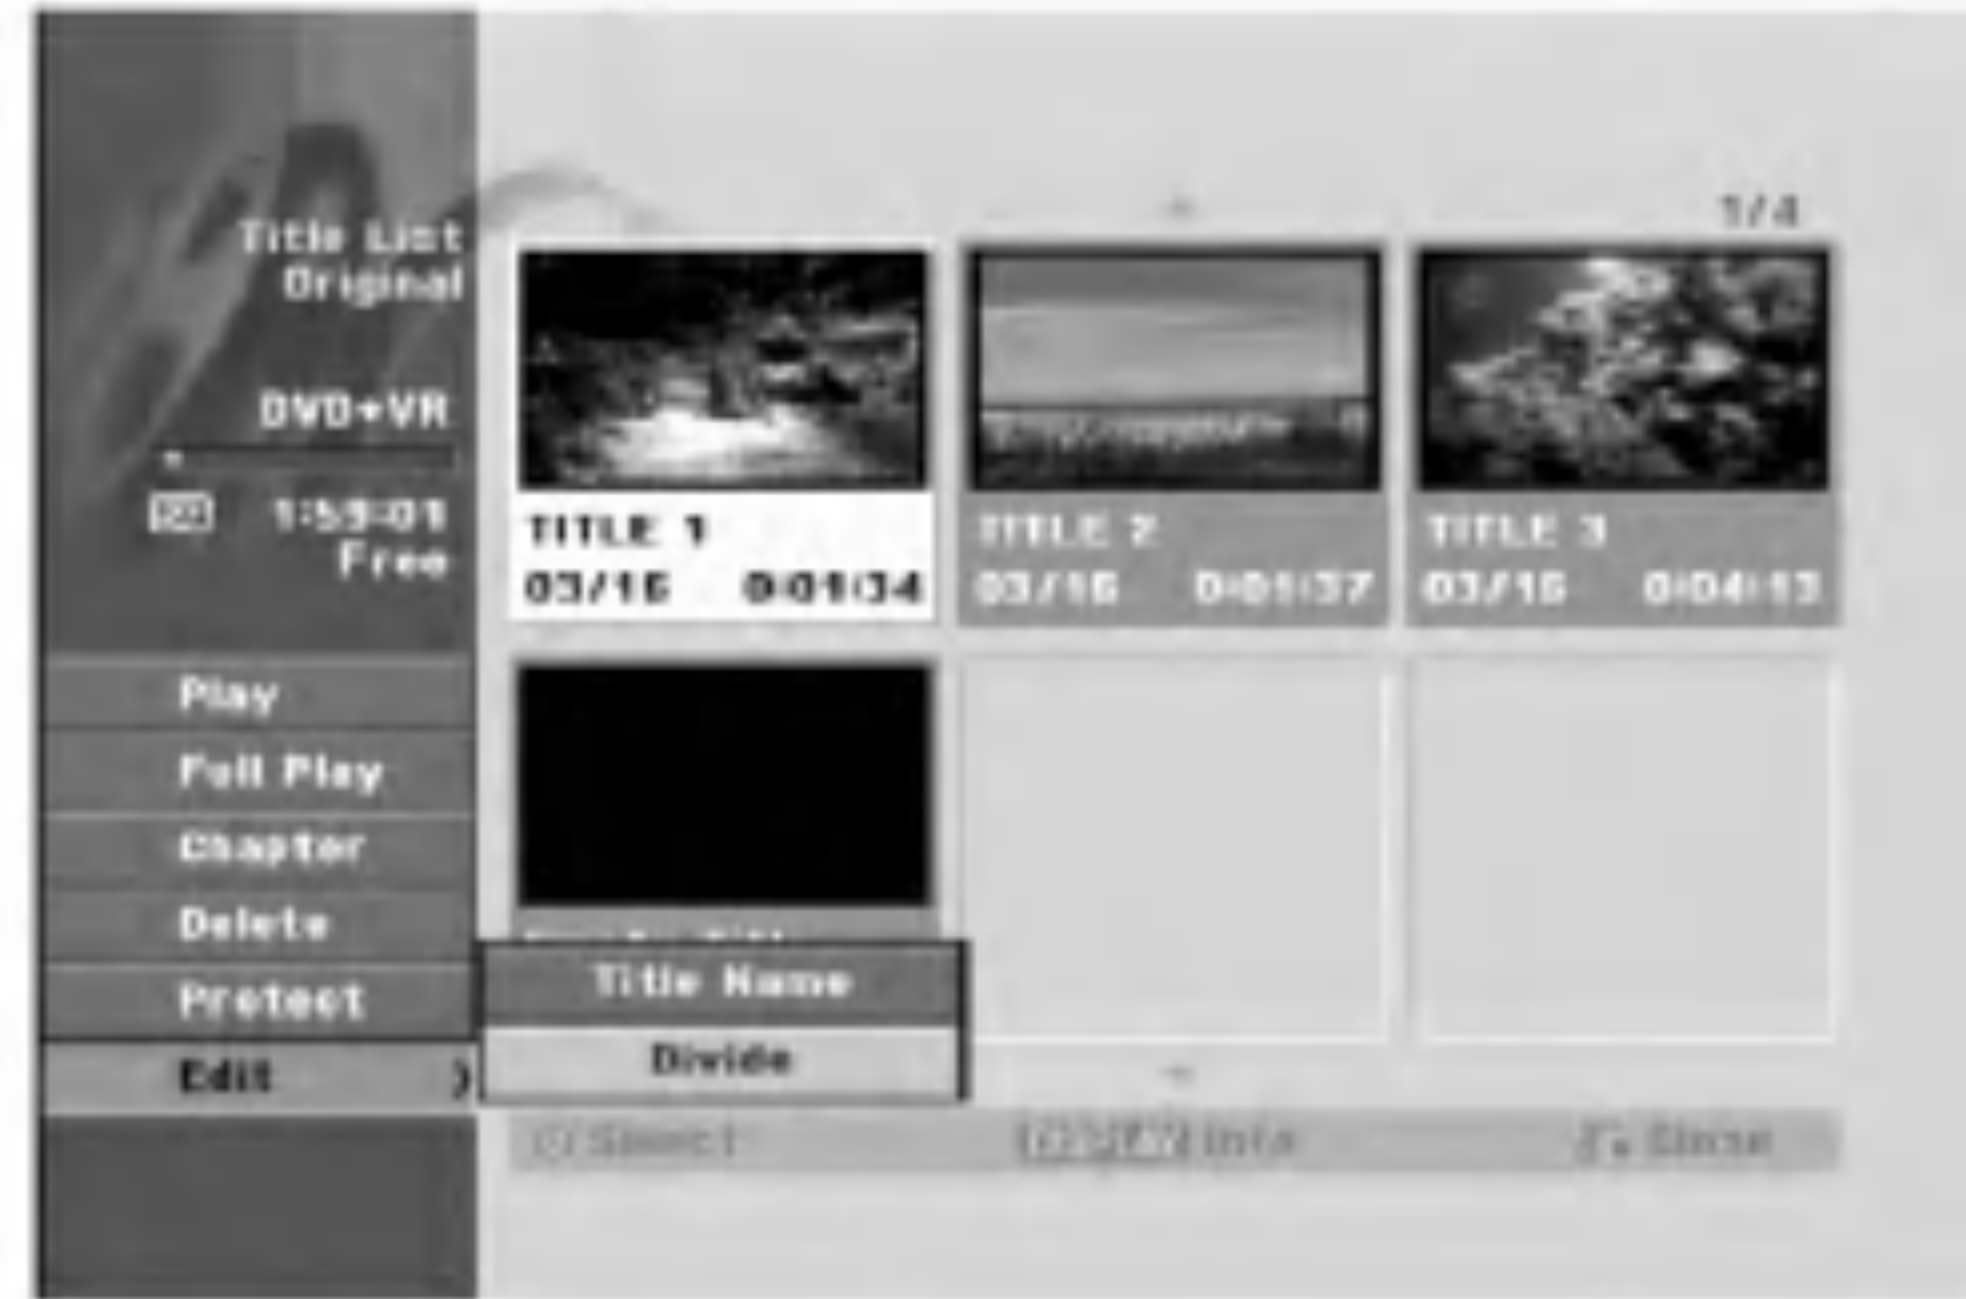 Title List
Original
DVD+VR
1:59:01
Free
Play
Full Play
Chapter
Delete
Protect
Edit
1/4
TITLE 1
03/16 0:01:34
TITLE 2
03/16 0:01:37
TITLE 3
03/16 0:04:13
Title Name
Divide
Select
Info
Close